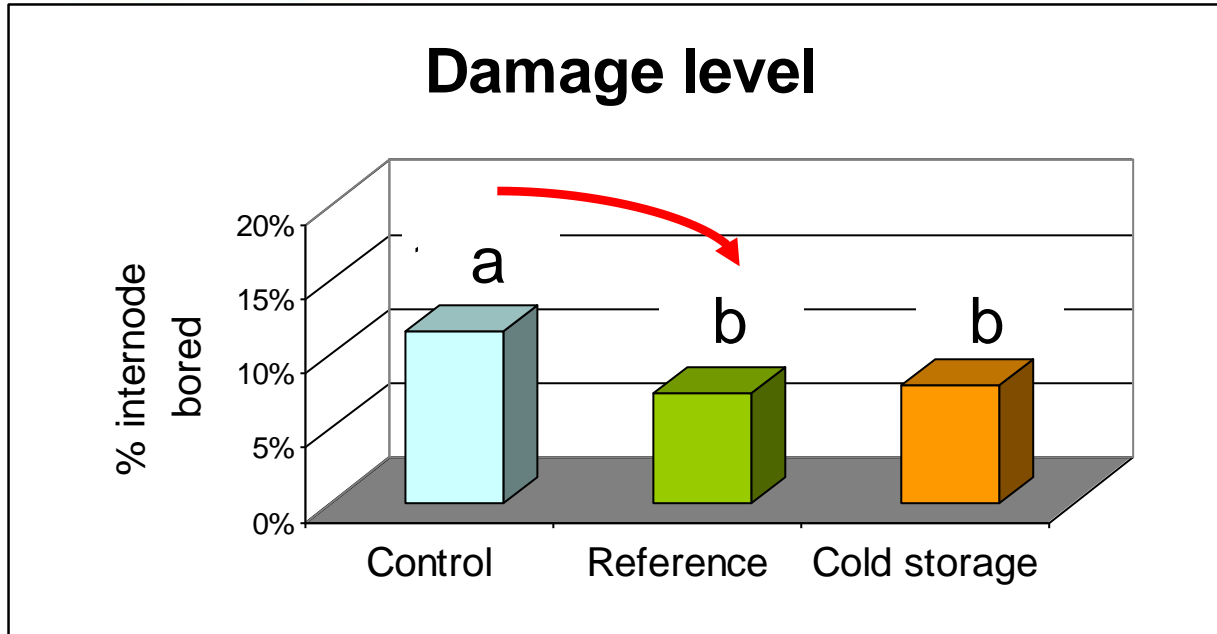 Damage level
20%
15%
10%
5%
0%
% internode
bored
a
b
b
Control
Reference
Cold storage